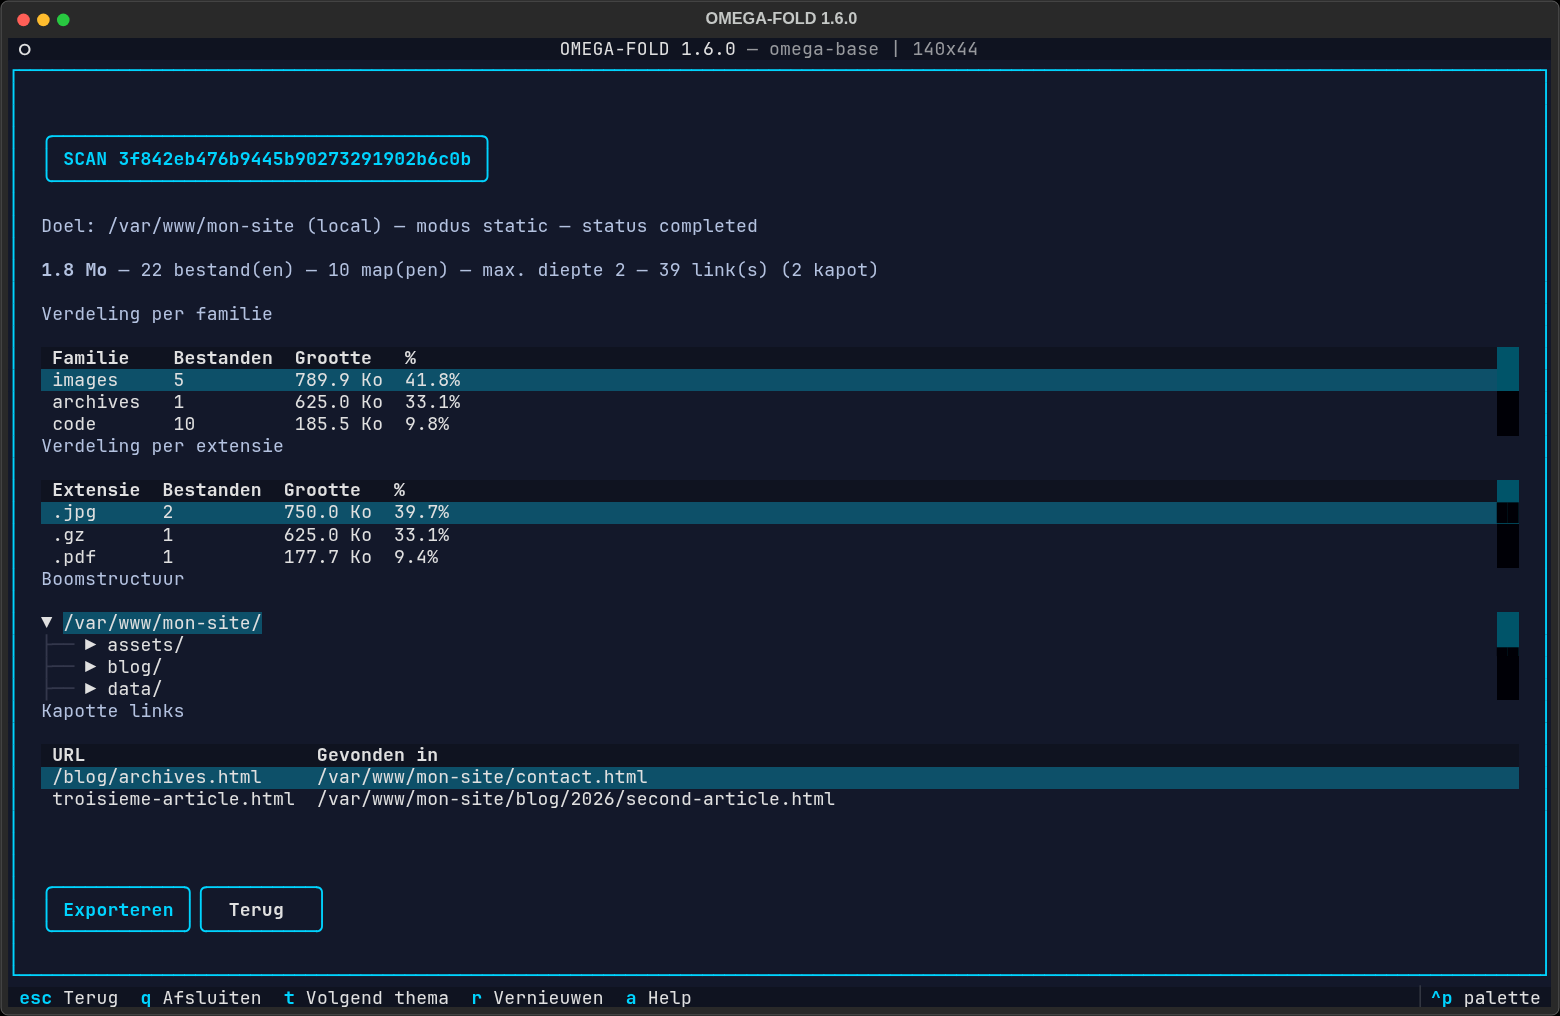 OMEGA-FOLD 1.6.0
OMEGA-FOLD 1.6.0 — omega-base | 140x44
SCAN 3f842eb476b9445b90273291902b6c0b
Doel: /var/www/mon-site (local) — modus static — status completed
1.8 Mo — 22 bestand(en) — 10 map(pen) — max. diepte 2 — 39 link(s) (2 kapot)
Verdeling per familie
Familie Bestanden Grootte %
images 5 789.9 Ko 41.8%
archives 1 625.0 Ko 33.1%
code 10 185.5 Ko 9.8%
Verdeling per extensie
Extensie Bestanden Grootte %
.jpg 2 750.0 Ko 39.7%
.gz 1 625.0 Ko 33.1%
.pdf 1 177.7 Ko 9.4%
Boomstructuur
▼ /var/www/mon-site/
├── ▶ assets/
├── ▶ blog/
├── ▶ data/
Kapotte links
URL Gevonden in
/blog/archives.html /var/www/mon-site/contact.html
troisieme-article.html /var/www/mon-site/blog/2026/second-article.html
Exporteren Terug
esc Terug q Afsluiten t Volgend thema r Vernieuwen a Help ^p palette